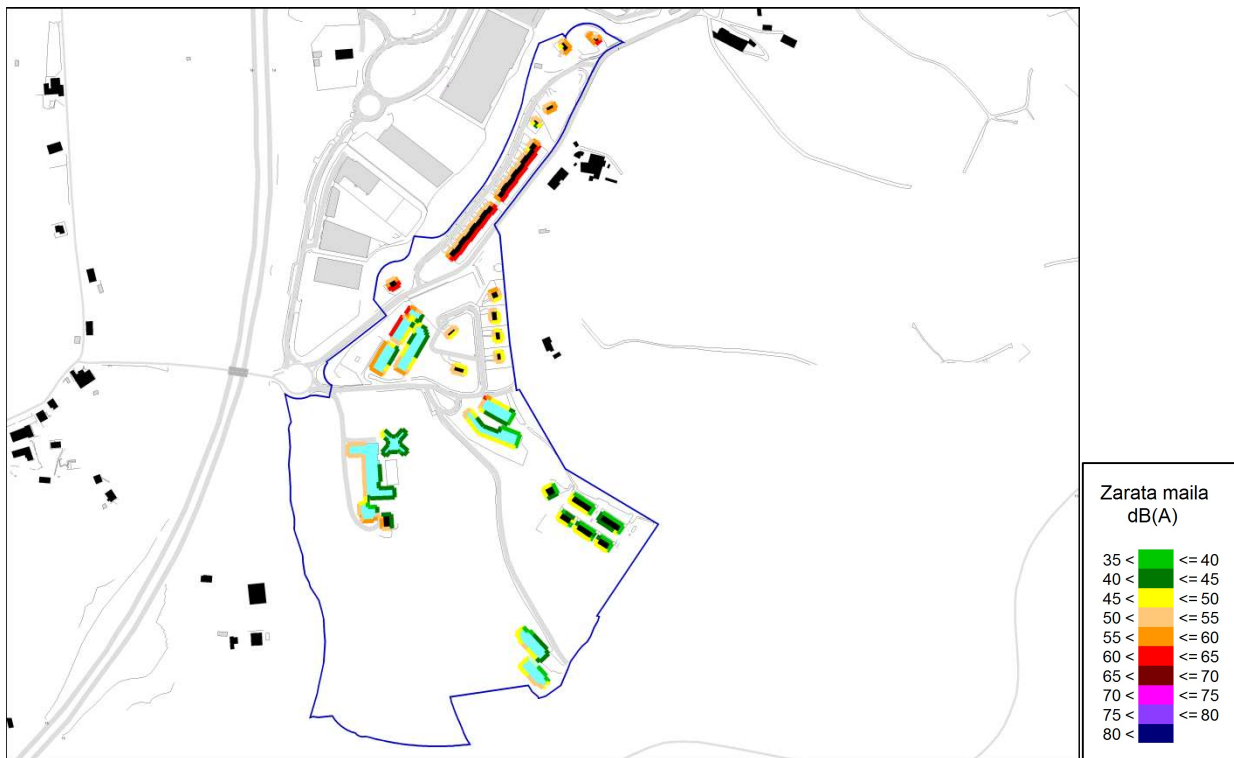 Zarata maila
dB(A)
35 < <= 40
40 < <= 45
45 < <= 50
50 < <= 55
55 < <= 60
60 < <= 65
65 < <= 70
70 < <= 75
75 < <= 80
80 <